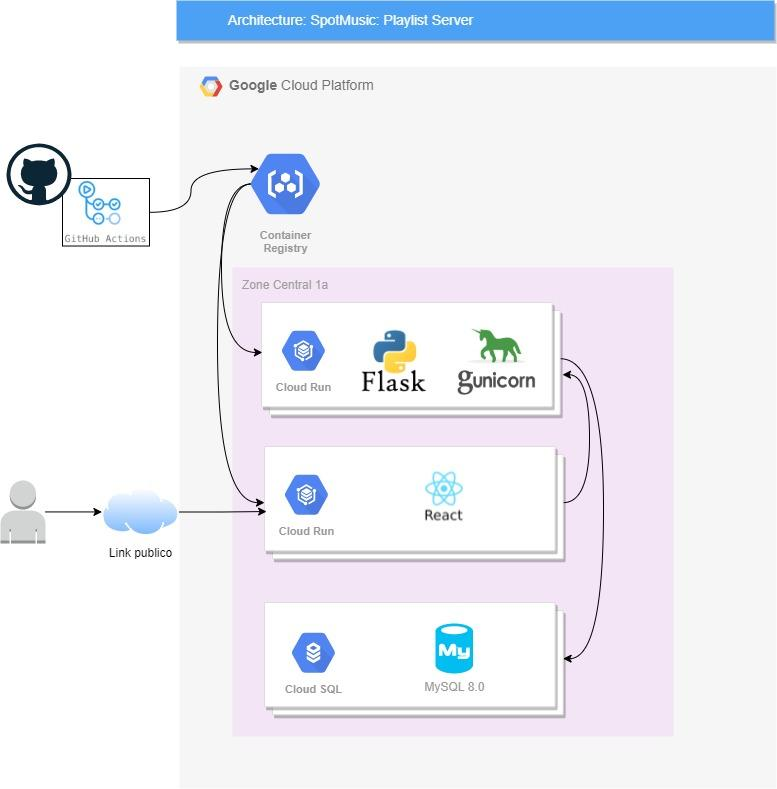 Architecture: SpotMusic: Playlist Server
Google Cloud Platform
GitHub Actions
Container
Registry
Zone Central 1a
Cloud Run
Flask
gunicorn
Cloud Run
React
Link publico
Cloud SQL
My
MySQL 8.0